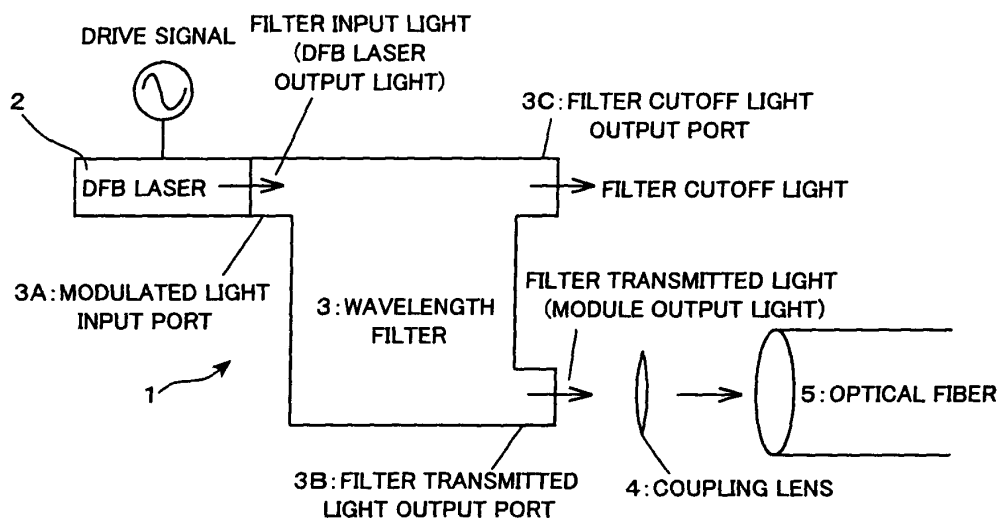 DRIVE SIGNAL
FILTER INPUT LIGHT
(DFB LASER
OUTPUT LIGHT)
2
3C:FILTER CUTOFF LIGHT
OUTPUT PORT
DFB LASER
FILTER CUTOFF LIGHT
3A:MODULATED LIGHT
INPUT PORT
3:WAVELENGTH
FILTER
FILTER TRANSMITTED LIGHT
(MODULE OUTPUT LIGHT)
1
5:OPTICAL FIBER
3B:FILTER TRANSMITTED
LIGHT OUTPUT PORT
4:COUPLING LENS